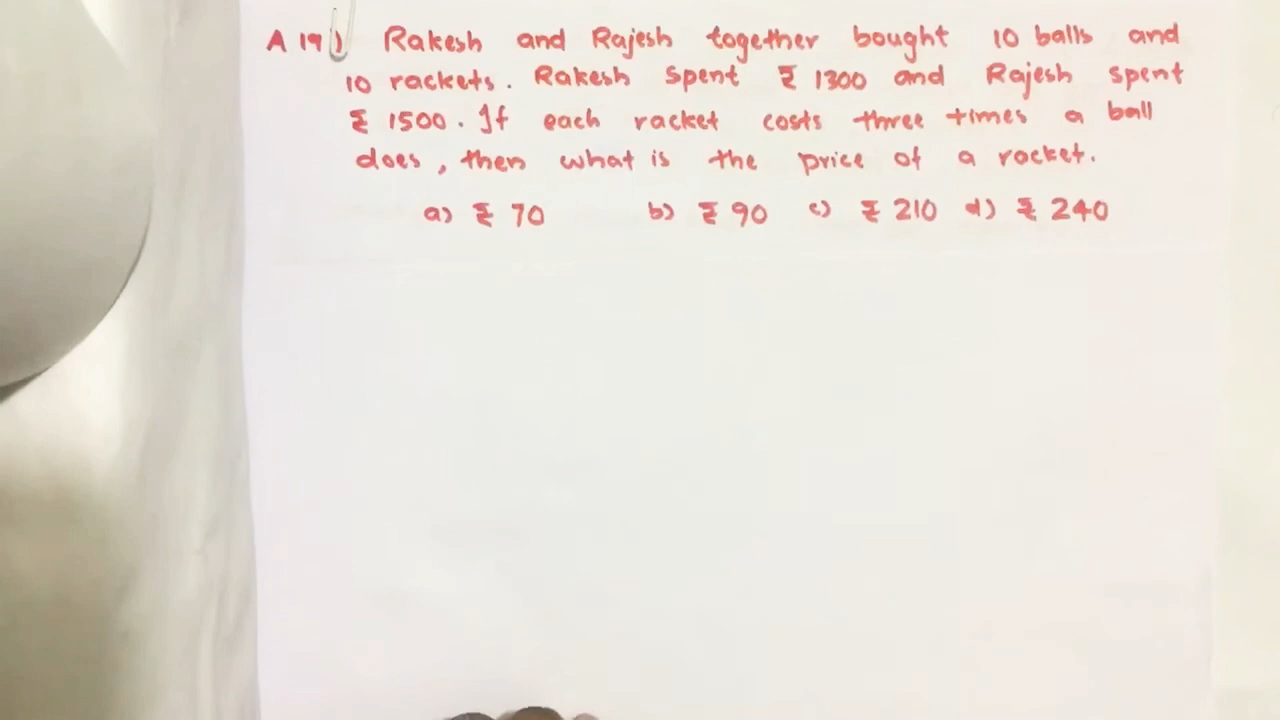 A 19) Rakesh and Rajesh together bought 10 balls and
10 rackets. Rakesh spent ₹ 1300 and Rajesh spent
₹ 1500. If each racket costs three times a ball
does, then what is the price of a rocket.
a) ₹ 70 b) ₹ 90 c) ₹ 210 d) ₹ 240